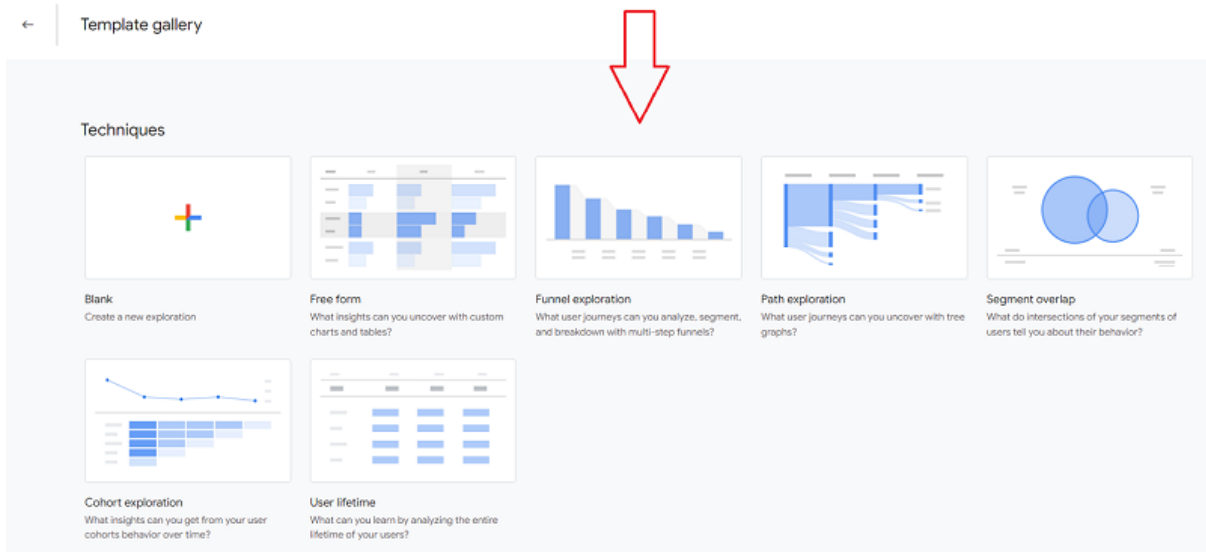 Template gallery
Techniques
Blank
Create a new exploration
Free form
What insights can you uncover with custom
charts and tables?
Funnel exploration
What user journeys can you analyze, segment,
and breakdown with multi-step funnels?
Path exploration
What user journeys can you uncover with tree
graphs?
Segment overlap
What do intersections of your segments of
users tell you about their behavior?
Cohort exploration
What insights can you get from your user
cohorts behavior over time?
User lifetime
What can you learn by analyzing the entire
lifetime of your users?